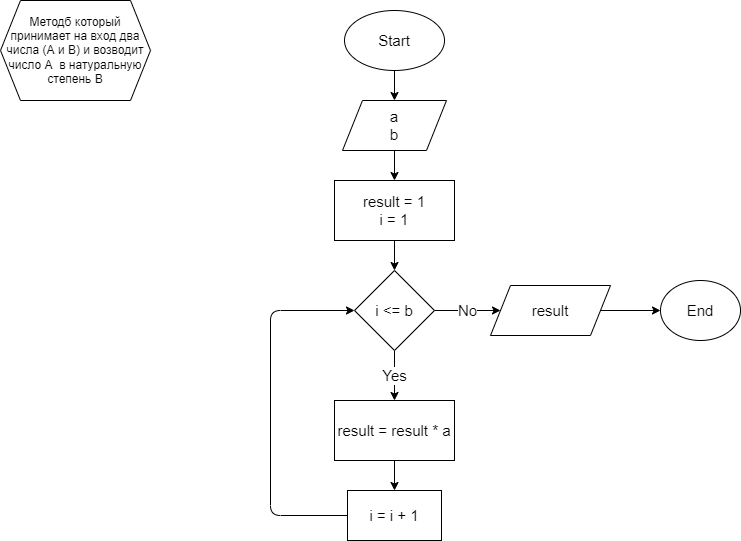 Методб который
принимает на вход два
числа (А и В) и возводит
число А  в натуральную
степень В
Start
a
b
result = 1
i = 1
i <= b
No
result
End
Yes
result = result * a
i = i + 1